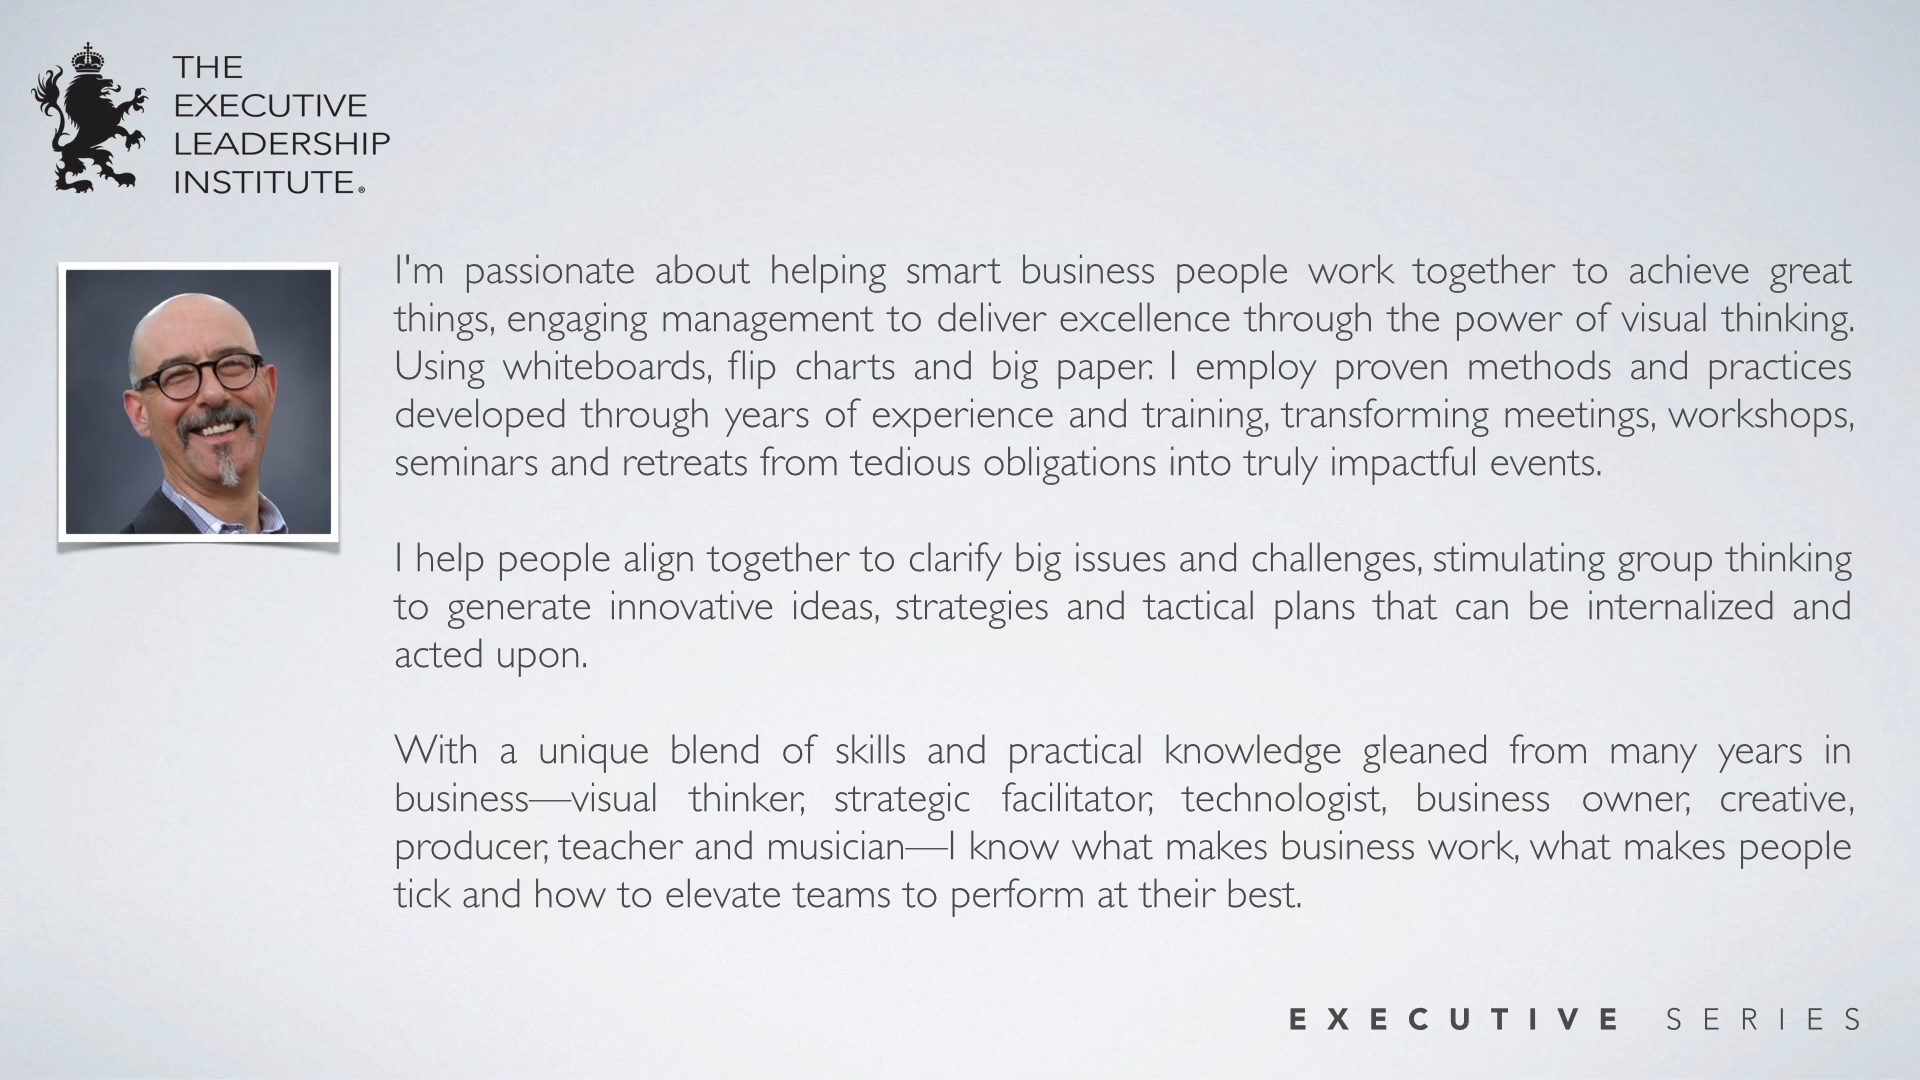 THE
EXECUTIVE
LEADERSHIP
INSTITUTE®
I'm passionate about helping smart business people work together to achieve great
things, engaging management to deliver excellence through the power of visual thinking.
Using whiteboards, flip charts and big paper. I employ proven methods and practices
developed through years of experience and training, transforming meetings, workshops,
seminars and retreats from tedious obligations into truly impactful events.
I help people align together to clarify big issues and challenges, stimulating group thinking
to generate innovative ideas, strategies and tactical plans that can be internalized and
acted upon.
With a unique blend of skills and practical knowledge gleaned from many years in
business—visual thinker, strategic facilitator, technologist, business owner, creative,
producer, teacher and musician—I know what makes business work, what makes people
tick and how to elevate teams to perform at their best.
EXECUTIVE SERIES